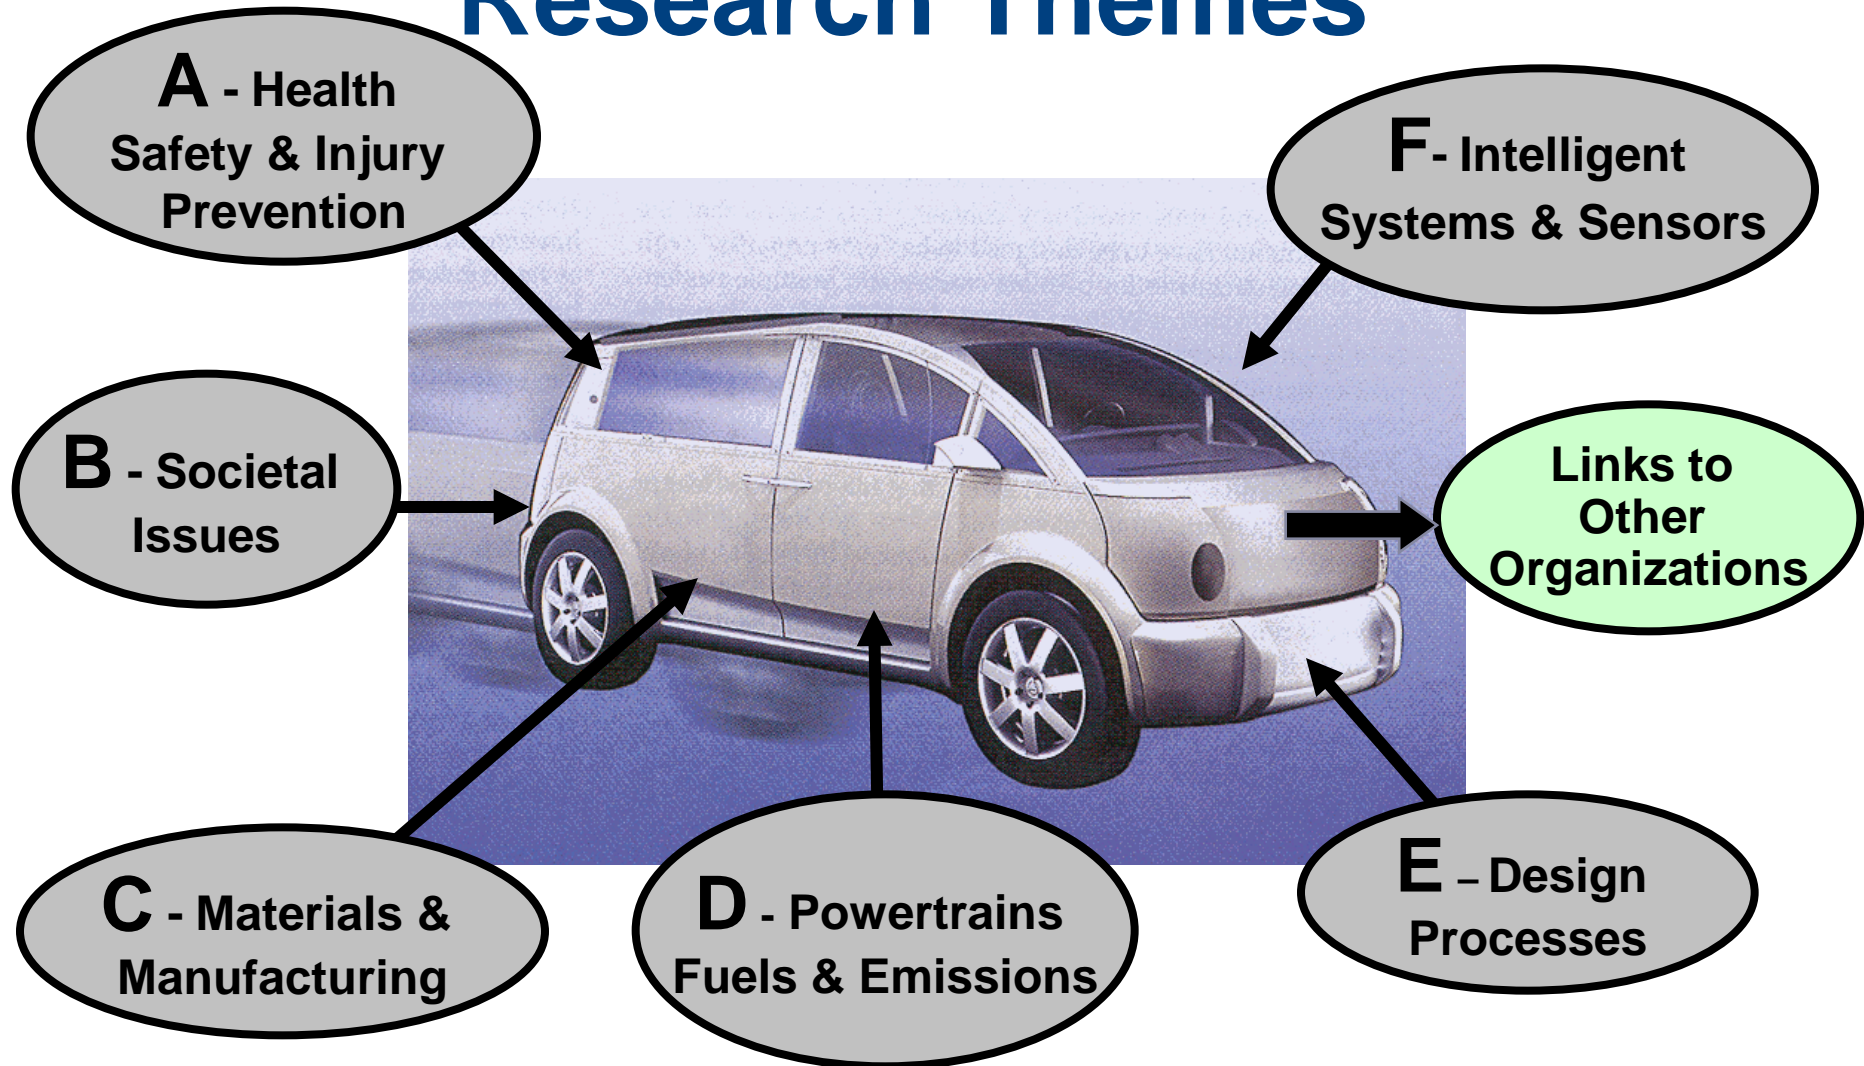 Research Themes
A - Health
Safety & Injury
Prevention
F- Intelligent
Systems & Sensors
B - Societal
Issues
Links to
Other
Organizations
C - Materials &
Manufacturing
D - Powertrains
Fuels & Emissions
E – Design
Processes